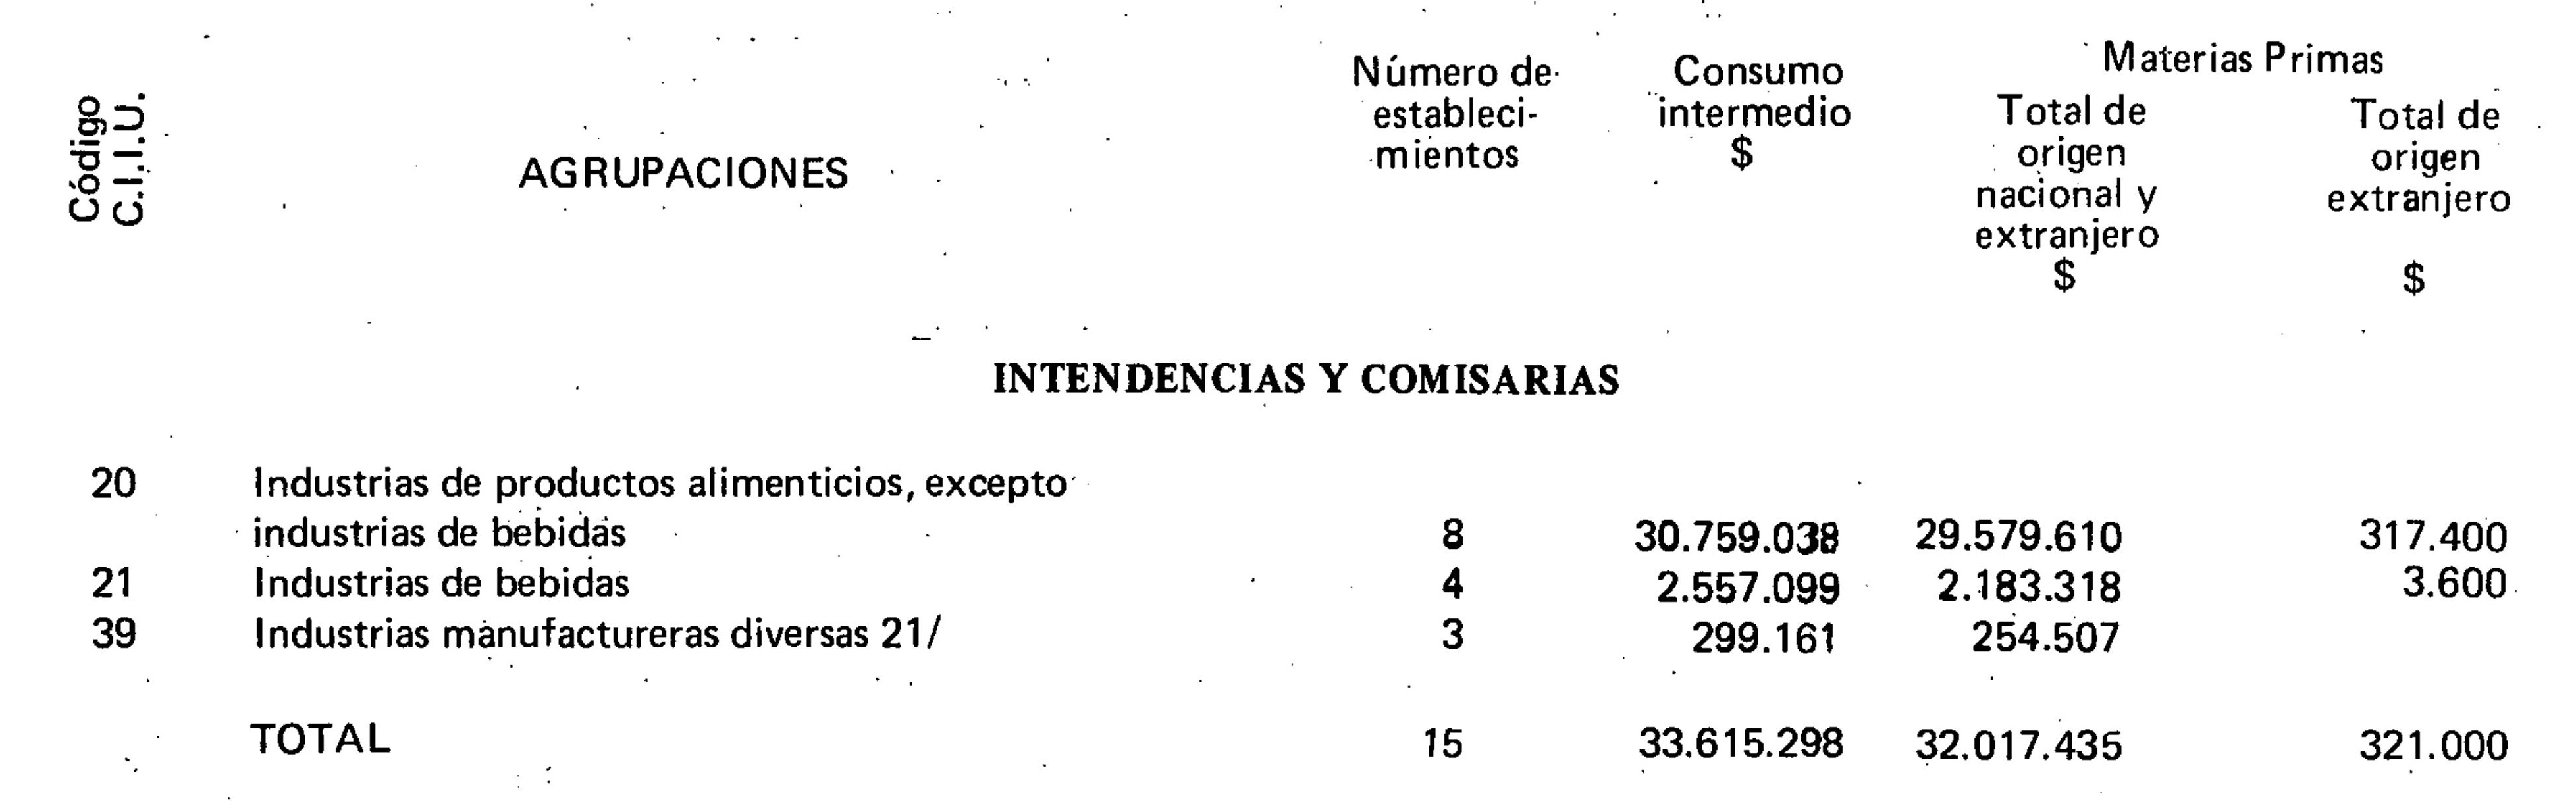 Código
C.I.I.U.
AGRUPACIONES
Número de
estableci-
mientos
Consumo
intermedio
$
Materias Primas
Total de
origen
nacional y
extranjero
$
Total de
origen
extranjero
$
INTENDENCIAS Y COMISARIAS
20 Industrias de productos alimenticios, excepto
industrias de bebidas 8 30.759.038 29.579.610 317.400
21 Industrias de bebidas 4 2.557.099 2.183.318 3.600
39 Industrias manufactureras diversas 21/ 3 299.161 254.507
TOTAL 15 33.615.298 32.017.435 321.000